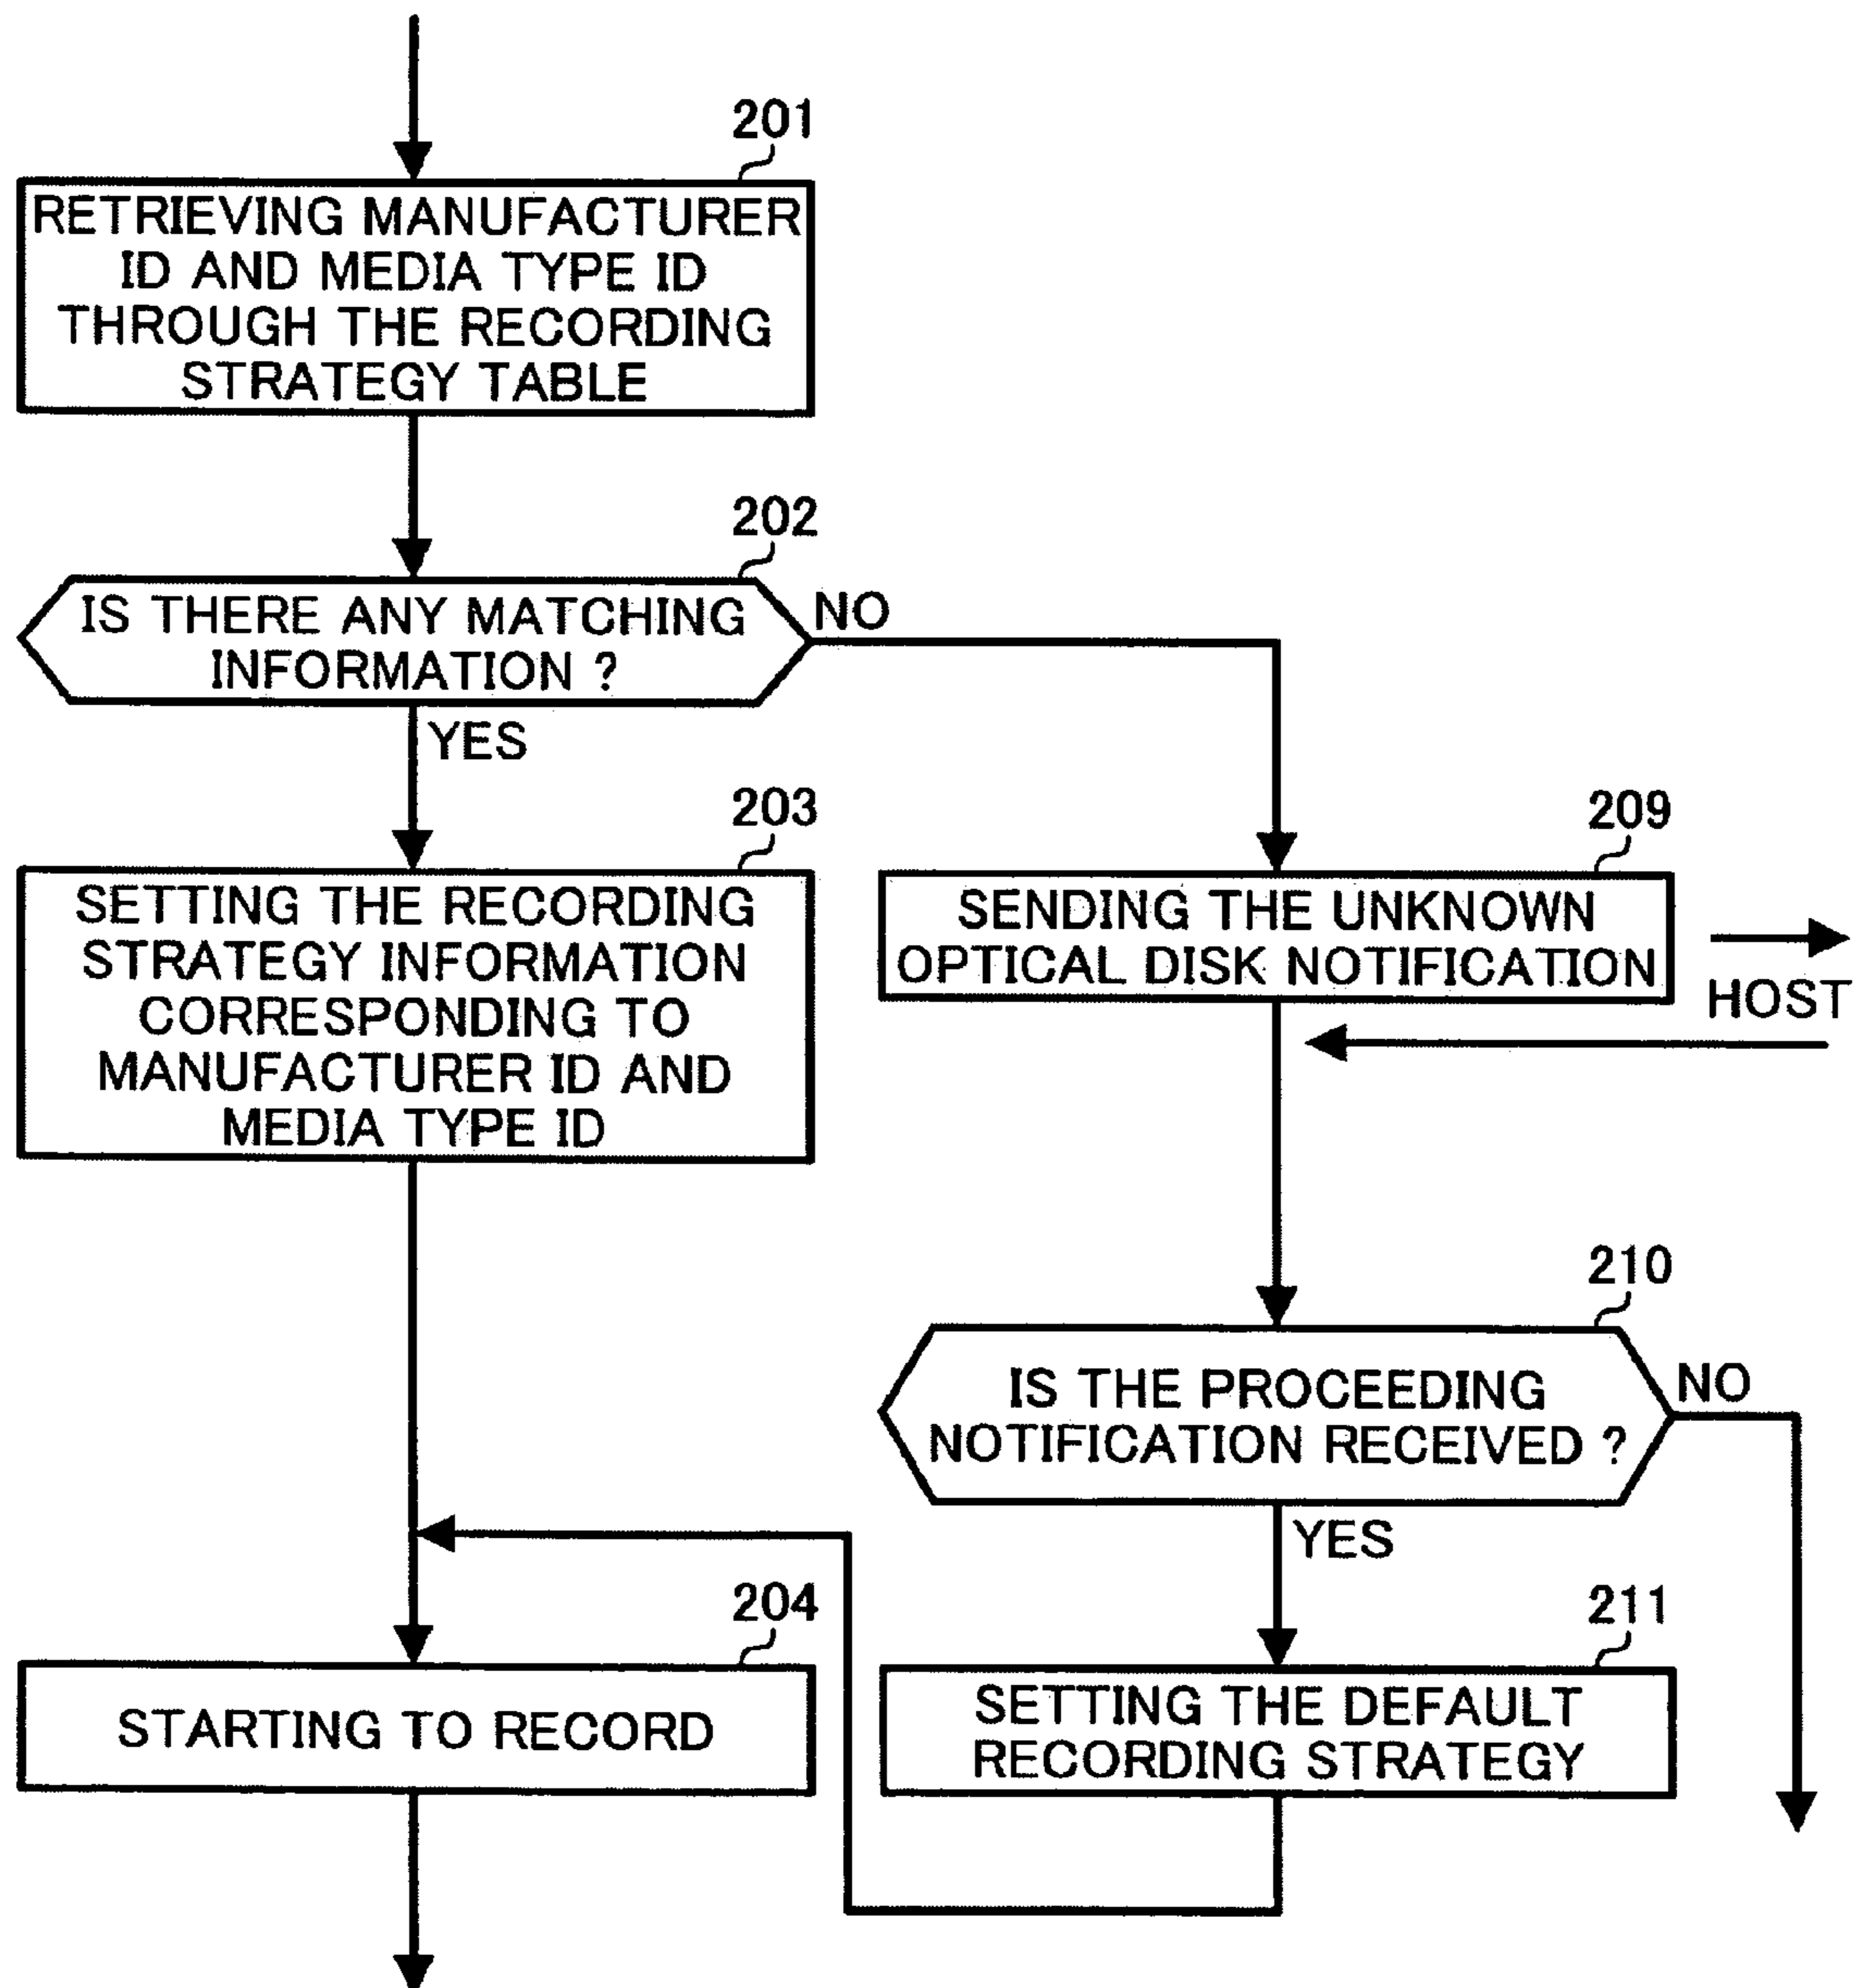 201
RETRIEVING MANUFACTURER
ID AND MEDIA TYPE ID
THROUGH THE RECORDING
STRATEGY TABLE
202
IS THERE ANY MATCHING
INFORMATION ?
NO
YES
203
SETTING THE RECORDING
STRATEGY INFORMATION
CORRESPONDING TO
MANUFACTURER ID AND
MEDIA TYPE ID
209
SENDING THE UNKNOWN
OPTICAL DISK NOTIFICATION
HOST
210
IS THE PROCEEDING
NOTIFICATION RECEIVED ?
NO
YES
204
STARTING TO RECORD
211
SETTING THE DEFAULT
RECORDING STRATEGY